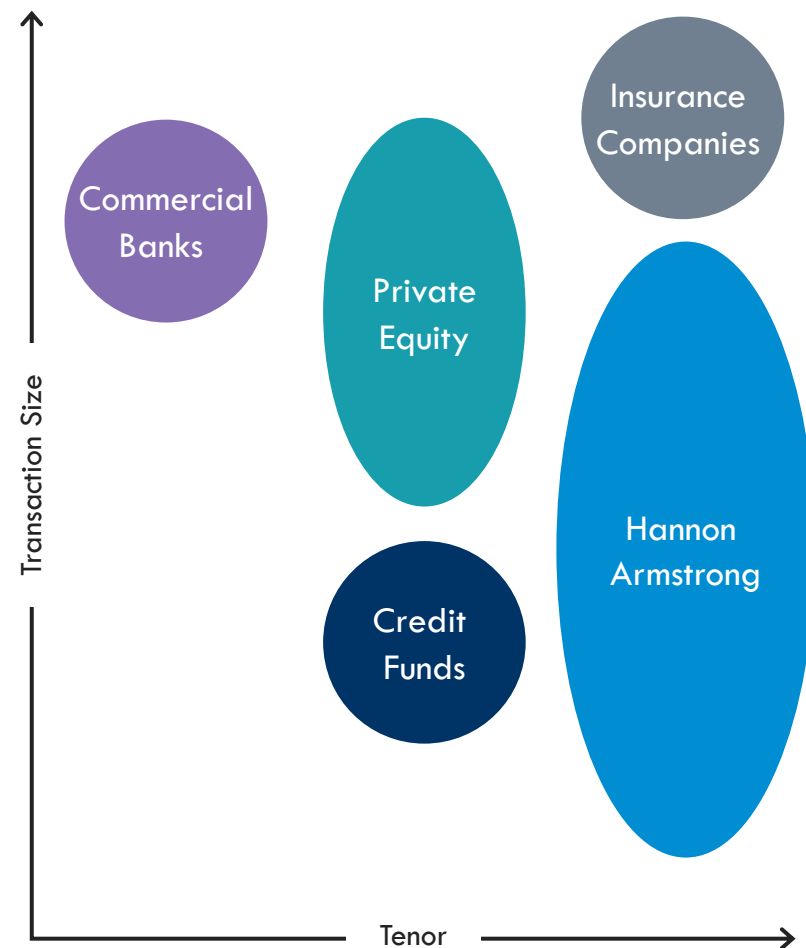 Insurance
Companies
Commercial
Banks
Private
Equity
Transaction Size
Hannon
Armstrong
Credit
Funds
Tenor